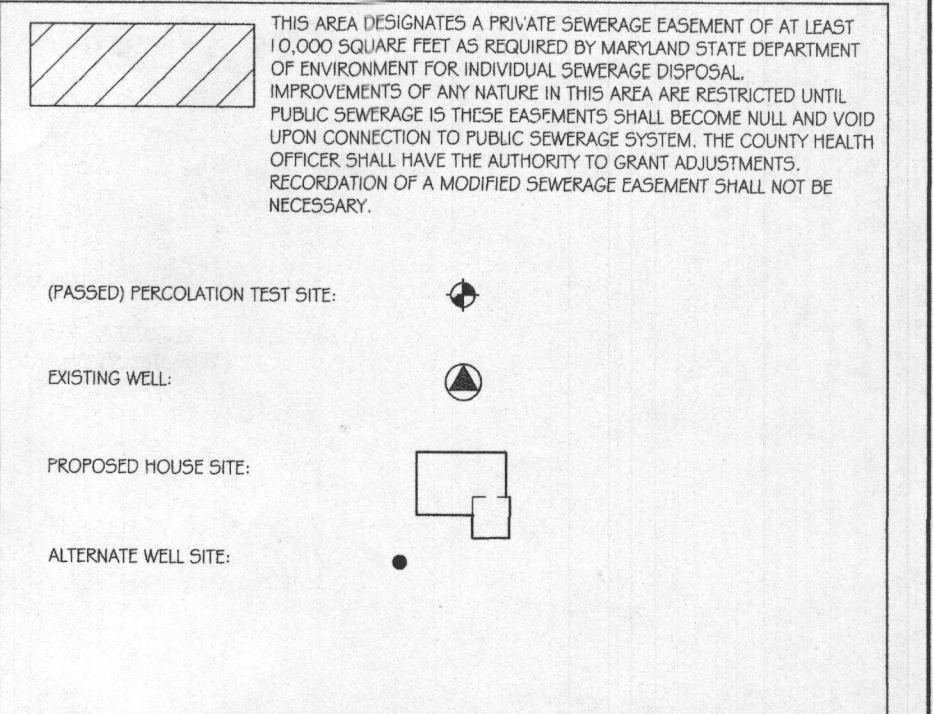 THIS AREA DESIGNATES A PRIVATE SEWERAGE EASEMENT OF AT LEAST
10,000 SQUARE FEET AS REQUIRED BY MARYLAND STATE DEPARTMENT
OF ENVIRONMENT FOR INDIVIDUAL SEWERAGE DISPOSAL.
IMPROVEMENTS OF ANY NATURE IN THIS AREA ARE RESTRICTED UNTIL
PUBLIC SEWERAGE IS THESE EASEMENTS SHALL BECOME NULL AND VOID
UPON CONNECTION TO PUBLIC SEWERAGE SYSTEM. THE COUNTY HEALTH
OFFICER SHALL HAVE THE AUTHORITY TO GRANT ADJUSTMENTS.
RECORDATION OF A MODIFIED SEWERAGE EASEMENT SHALL NOT BE
NECESSARY.
(PASSED) PERCOLATION TEST SITE:
EXISTING WELL:
PROPOSED HOUSE SITE:
ALTERNATE WELL SITE: